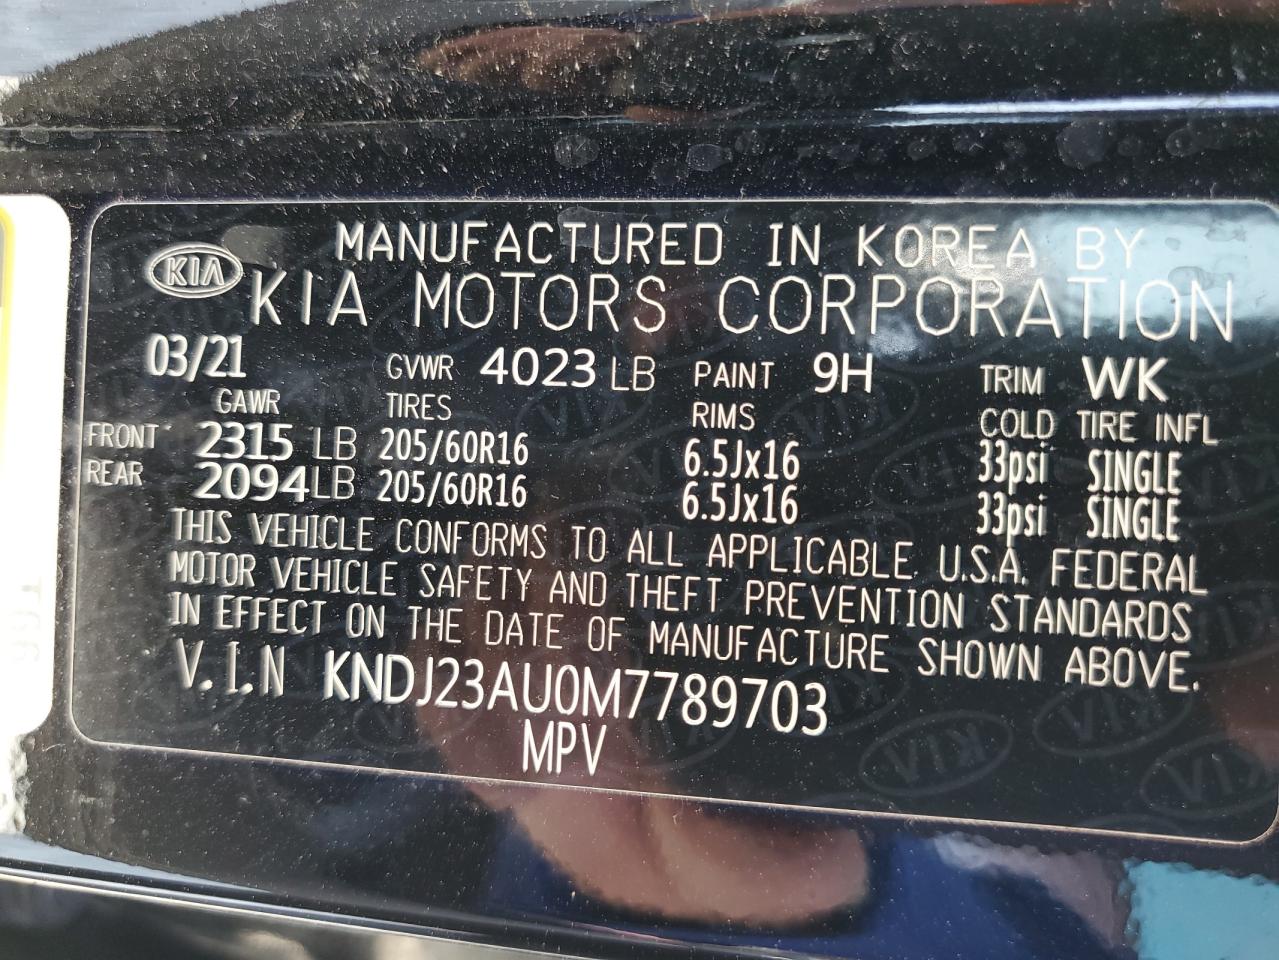 MANUFACTURED IN KOREA BY
KIA KIA MOTORS CORPORATION
03/21 GVWR 4023 LB PAINT 9H TRIM WK
GAWR TIRES RIMS COLD TIRE INFL
FRONT 2315 LB 205/60R16 6.5Jx16 33psi SINGLE
REAR 2094LB 205/60R16 6.5Jx16 33psi SINGLE
THIS VEHICLE CONFORMS TO ALL APPLICABLE U.S.A. FEDERAL
MOTOR VEHICLE SAFETY AND THEFT PREVENTION STANDARDS
IN EFFECT ON THE DATE OF MANUFACTURE SHOWN ABOVE.
V.I.N KNDJ23AU0M7789703
MPV